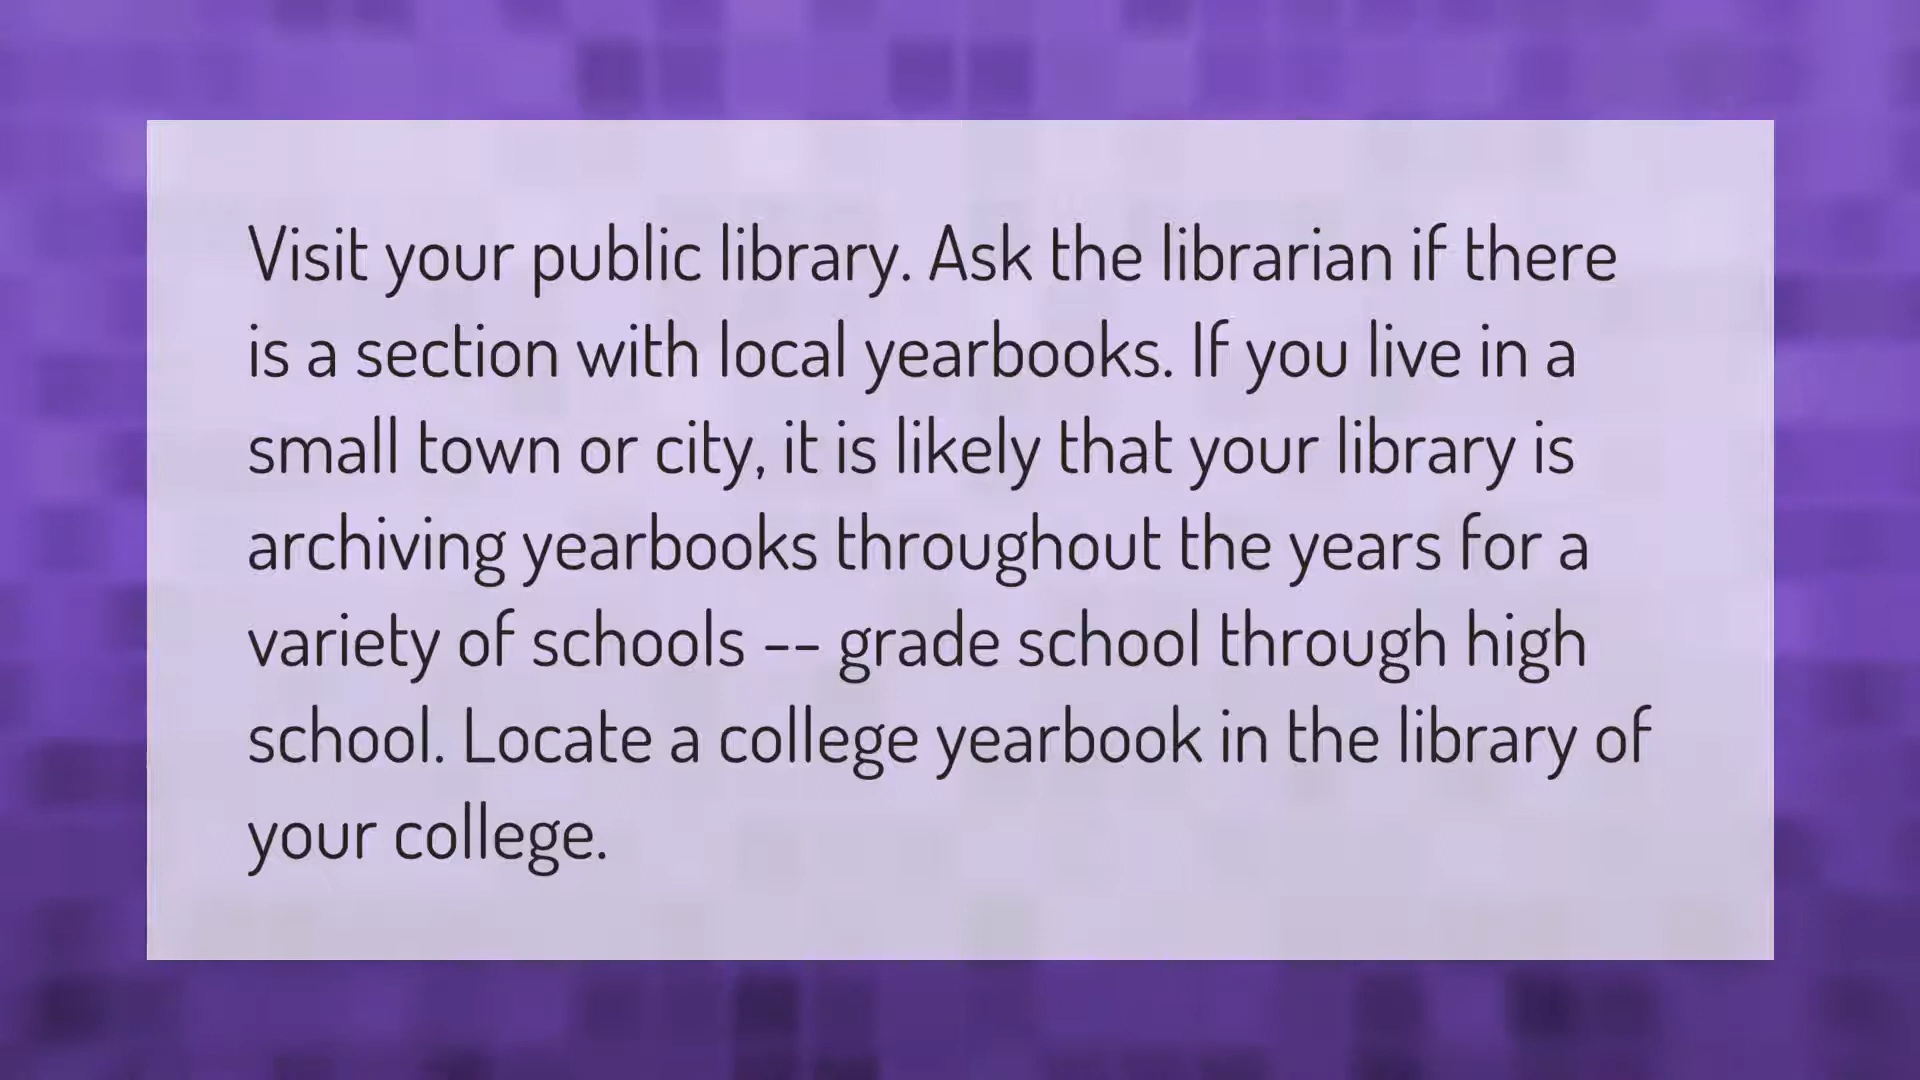 Visit your public library. Ask the librarian if there
is a section with local yearbooks. If you live in a
small town or city, it is likely that your library is
archiving yearbooks throughout the years for a
variety of schools -- grade school through high
school. Locate a college yearbook in the library of
your college.